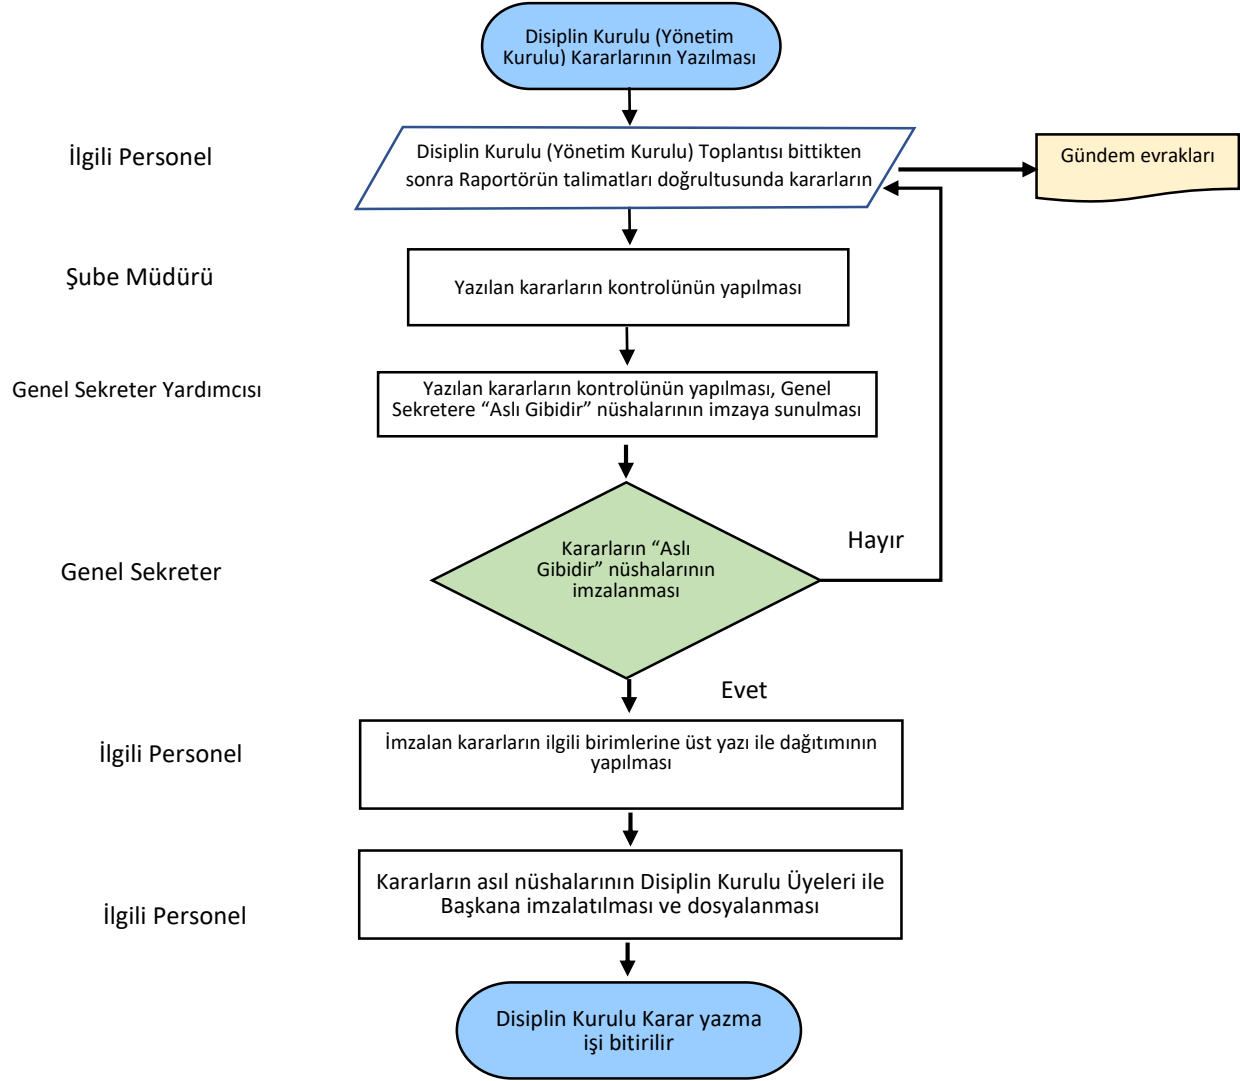 Disiplin Kurulu (Yönetim
Kurulu) Kararlarının Yazılması
İlgili Personel
Disiplin Kurulu (Yönetim Kurulu) Toplantısı bittikten
sonra Raportörün talimatları doğrultusunda kararların
Gündem evrakları
Şube Müdürü
Yazılan kararların kontrolünün yapılması
Genel Sekreter Yardımcısı
Yazılan kararların kontrolünün yapılması, Genel
Sekretere “Aslı Gibidir” nüshalarının imzaya sunulması
Genel Sekreter
Kararların “Aslı
Gibidir” nüshalarının
imzalanması
Hayır
Evet
İlgili Personel
İmzalan kararların ilgili birimlerine üst yazı ile dağıtımının
yapılması
İlgili Personel
Kararların asıl nüshalarının Disiplin Kurulu Üyeleri ile
Başkana imzalatılması ve dosyalanması
Disiplin Kurulu Karar yazma
işi bitirilir